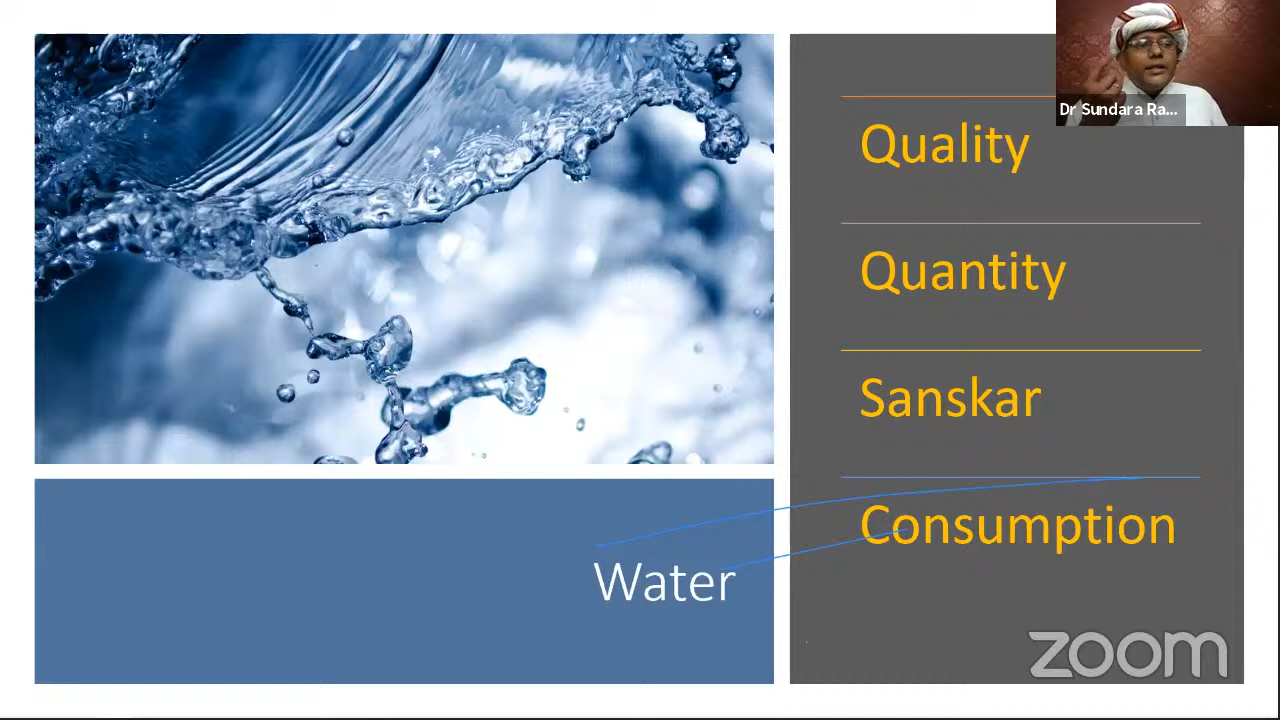 Dr Sundara Ra...
Quality
Quantity
Sanskar
Consumption
Water
zoom